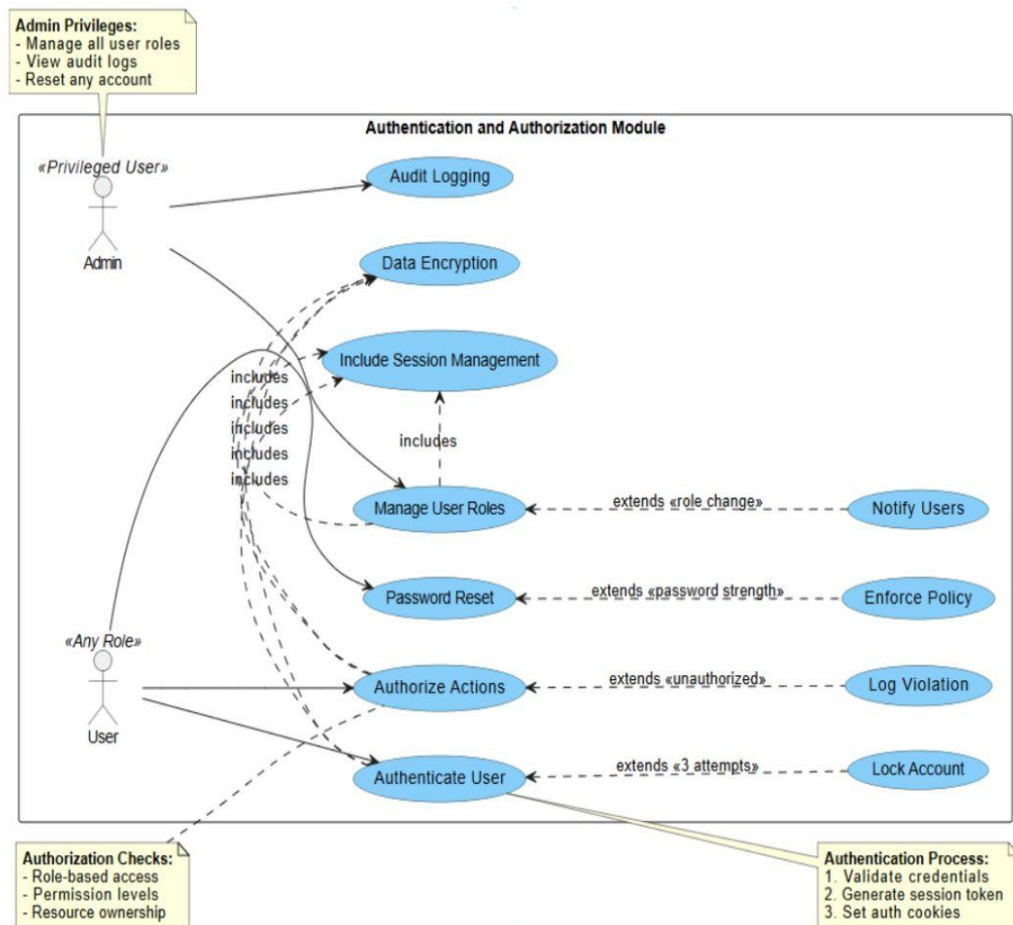 Admin Privileges:
- Manage all user roles
- View audit logs
- Reset any account
Authentication and Authorization Module
«Privileged User»
Admin
Audit Logging
Data Encryption
Include Session Management
includes
includes
includes
includes
includes
includes
Manage User Roles
extends «role change»
Notify Users
Password Reset
extends «password strength»
Enforce Policy
«Any Role»
User
Authorize Actions
extends «unauthorized»
Log Violation
Authenticate User
extends «3 attempts»
Lock Account
Authorization Checks:
- Role-based access
- Permission levels
- Resource ownership
Authentication Process:
1. Validate credentials
2. Generate session token
3. Set auth cookies